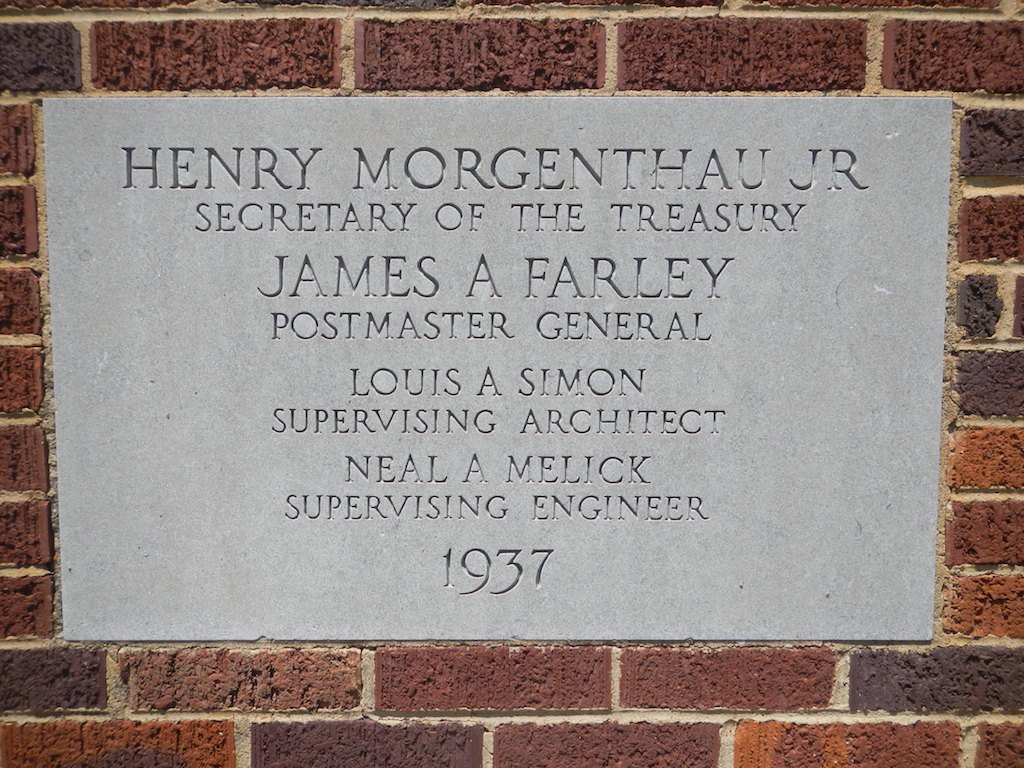 HENRY MORGENTHAU JR
SECRETARY OF THE TREASURY
JAMES A FARLEY
POSTMASTER GENERAL
LOUIS A SIMON
SUPERVISING ARCHITECT
NEAL A MELICK
SUPERVISING ENGINEER
1937